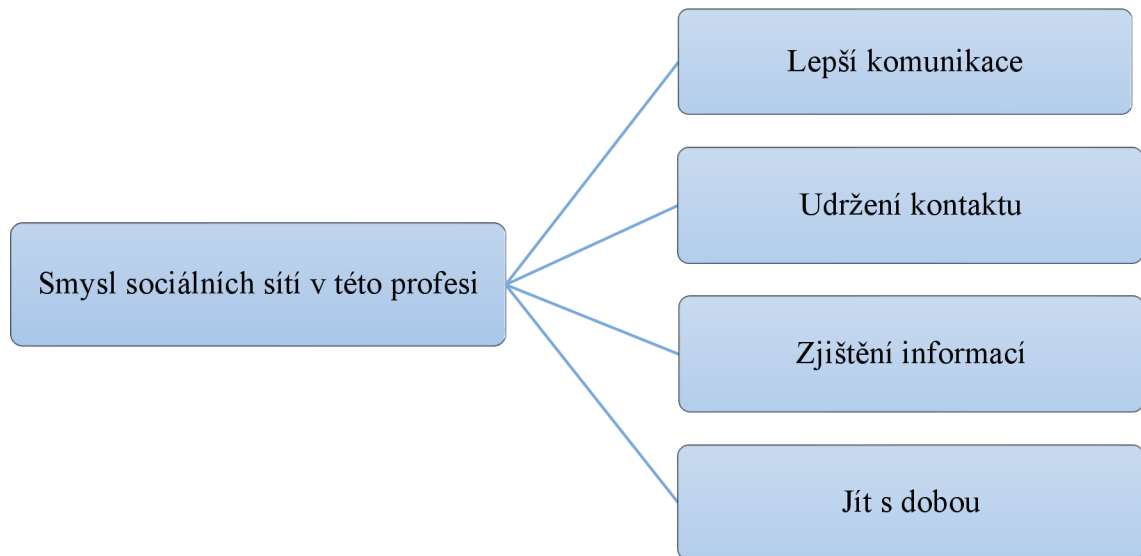 Smysl sociálních sítí v této profesi
Lepší komunikace
Udržení kontaktu
Zjištění informací
Jít s dobou